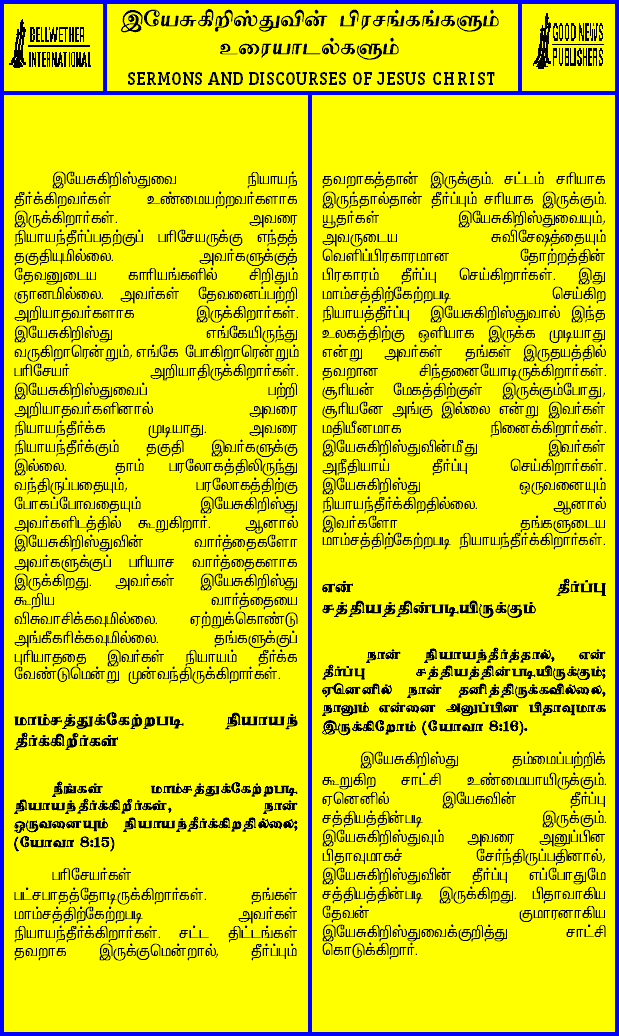 BELLWETHER
INTERNATIONAL
இயேசுகிறிஸ்துவின் பிரசங்கங்களும்
உரையாடல்களும்
SERMONS AND DISCOURSES OF JESUS CHRIST
GOOD NEWS
PUBLISHERS
இயேசுகிறிஸ்துவை நியாயந்
தீர்க்கிறவர்கள் உண்மையற்றவர்களாக
இருக்கிறார்கள். அவரை
நியாயந்தீர்ப்பதற்குப் பரிசேயருக்கு எந்தத்
தகுதியுமில்லை. அவர்களுக்குத்
தேவனுடைய காரியங்களில் சிறிதும்
ஞானமில்லை. அவர்கள் தேவனைப்பற்றி
அறியாதவர்களாக இருக்கிறார்கள்.
இயேசுகிறிஸ்து எங்கேயிருந்து
வருகிறாரென்றும், எங்கே போகிறாரென்றும்
பரிசேயர் அறியாதிருக்கிறார்கள்.
இயேசுகிறிஸ்துவைப் பற்றி
அறியாதவர்களினால் அவரை
நியாயந்தீர்க்க முடியாது. அவரை
நியாயந்தீர்க்கும் தகுதி இவர்களுக்கு
இல்லை. தாம் பரலோகத்திலிருந்து
வந்திருப்பதையும், பரலோகத்திற்கு
போகப்போவதையும் இயேசுகிறிஸ்து
அவர்களிடத்தில் கூறுகிறார். ஆனால்
இயேசுகிறிஸ்துவின் வார்த்தைகளோ
அவர்களுக்குப் பரியாச வார்த்தைகளாக
இருக்கிறது. அவர்கள் இயேசுகிறிஸ்து
கூறிய வார்த்தையை
விசுவாசிக்கவுமில்லை. ஏற்றுக்கொண்டு
அங்கீகரிக்கவுமில்லை. தங்களுக்குப்
புரியாததை இவர்கள் நியாயம் தீர்க்க
வேண்டுமென்று முன்வந்திருக்கிறார்கள்.
மாம்சத்துக்கேற்றபடி நியாயந்
தீர்க்கிறீர்கள்
நீங்கள் மாம்சத்துக்கேற்றபடி
நியாயந்தீர்க்கிறீர்கள், நான்
ஒருவனையும் நியாயந்தீர்க்கிறதில்லை;
(யோவா 8:15)
பரிசேயர்கள்
பட்சபாதத்தோடிருக்கிறார்கள். தங்கள்
மாம்சத்திற்கேற்றபடி அவர்கள்
நியாயந்தீர்க்கிறார்கள். சட்ட திட்டங்கள்
தவறாக இருக்குமென்றால், தீர்ப்பும்
தவறாகத்தான் இருக்கும். சட்டம் சரியாக
இருந்தால்தான் தீர்ப்பும் சரியாக இருக்கும்.
யூதர்கள் இயேசுகிறிஸ்துவையும்,
அவருடைய சுவிசேஷத்தையும்
வெளிப்பிரகாரமான தோற்றத்தின்
பிரகாரம் தீர்ப்பு செய்கிறார்கள். இது
மாம்சத்திற்கேற்றபடி செய்கிற
நியாயத்தீர்ப்பு இயேசுகிறிஸ்துவால் இந்த
உலகத்திற்கு ஒளியாக இருக்க முடியாது
என்று அவர்கள் தங்கள் இருதயத்தில்
தவறான சிந்தனையோடிருக்கிறார்கள்.
சூரியன் மேகத்திற்குள் இருக்கும்போது,
சூரியனே அங்கு இல்லை என்று இவர்கள்
மதியீனமாக நினைக்கிறார்கள்.
இயேசுகிறிஸ்துவின்மீது இவர்கள்
அநீதியாய் தீர்ப்பு செய்கிறார்கள்.
இயேசுகிறிஸ்து ஒருவனையும்
நியாயந்தீர்க்கிறதில்லை. ஆனால்
இவர்களோ தங்களுடைய
மாம்சத்திற்கேற்றபடி நியாயந்தீர்க்கிறார்கள்.
என் தீர்ப்பு
சத்தியத்தின்படியிருக்கும்
நான் நியாயந்தீர்த்தால், என்
தீர்ப்பு சத்தியத்தின்படியிருக்கும்;
ஏனெனில் நான் தனித்திருக்கவில்லை,
நானும் என்னை அனுப்பின பிதாவுமாக
இருக்கிறோம் (யோவா 8:16).
இயேசுகிறிஸ்து தம்மைப்பற்றிக்
கூறுகிற சாட்சி உண்மையாயிருக்கும்.
ஏனெனில் இயேசுவின் தீர்ப்பு
சத்தியத்தின்படி இருக்கும்.
இயேசுகிறிஸ்துவும் அவரை அனுப்பின
பிதாவுமாகச் சேர்ந்திருப்பதினால்,
இயேசுகிறிஸ்துவின் தீர்ப்பு எப்போதுமே
சத்தியத்தின்படி இருக்கிறது. பிதாவாகிய
தேவன் குமாரனாகிய
இயேசுகிறிஸ்துவைக்குறித்து சாட்சி
கொடுக்கிறார்.